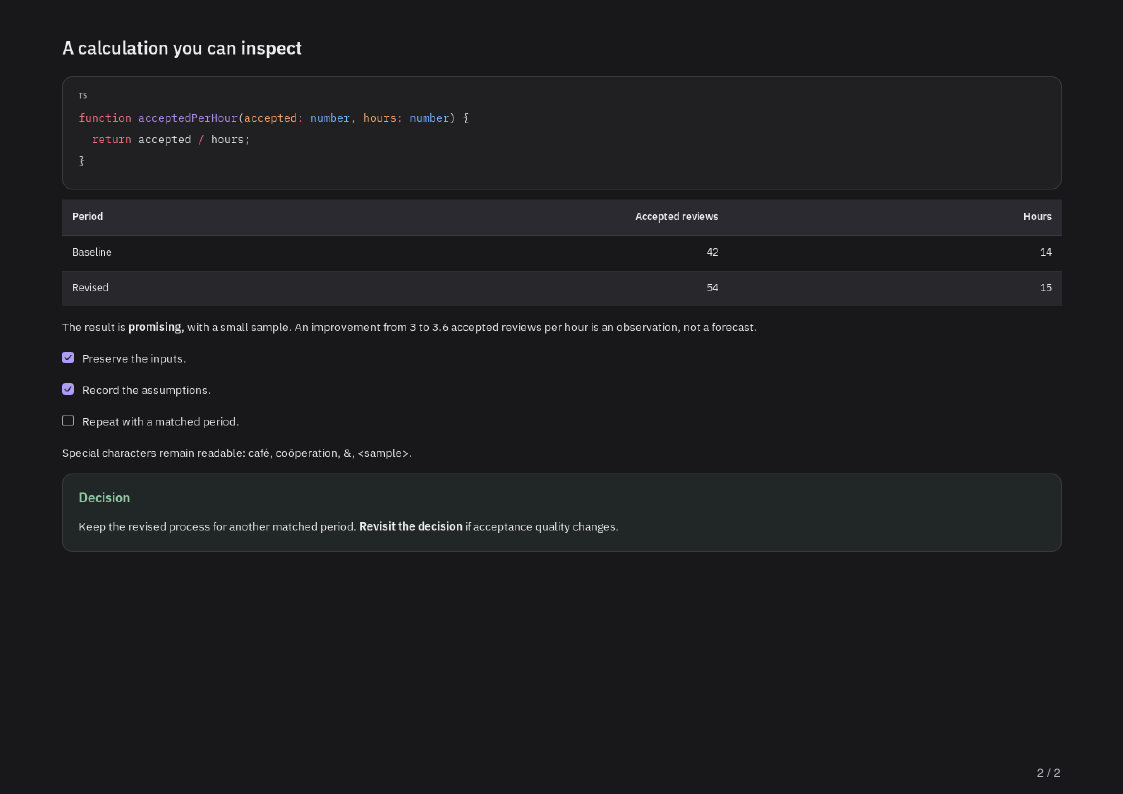 A calculation you can inspect
TS
function acceptedPerHour(accepted: number, hours: number) {
  return accepted / hours;
}
Period Accepted reviews Hours
Baseline 42 14
Revised 54 15
The result is promising, with a small sample. An improvement from 3 to 3.6 accepted reviews per hour is an observation, not a forecast.
Preserve the inputs.
Record the assumptions.
Repeat with a matched period.
Special characters remain readable: café, coöperation, &, <sample>.
Decision
Keep the revised process for another matched period. Revisit the decision if acceptance quality changes.
2 / 2